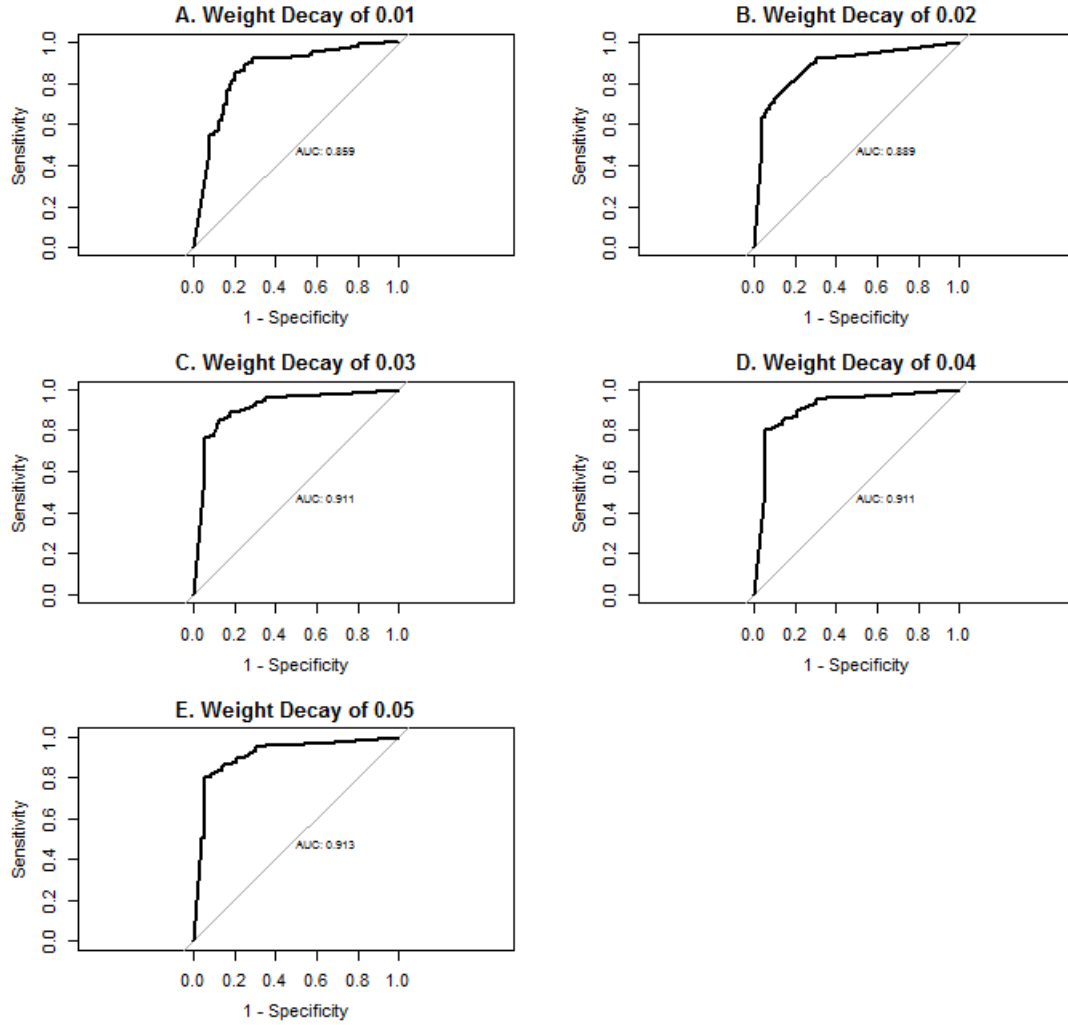 A. Weight Decay of 0.01
Sensitivity
0.0 0.2 0.4 0.6 0.8 1.0
AUC: 0.859
0.0 0.2 0.4 0.6 0.8 1.0
1 - Specificity
B. Weight Decay of 0.02
Sensitivity
0.0 0.2 0.4 0.6 0.8 1.0
AUC: 0.889
0.0 0.2 0.4 0.6 0.8 1.0
1 - Specificity
C. Weight Decay of 0.03
Sensitivity
0.0 0.2 0.4 0.6 0.8 1.0
AUC: 0.911
0.0 0.2 0.4 0.6 0.8 1.0
1 - Specificity
D. Weight Decay of 0.04
Sensitivity
0.0 0.2 0.4 0.6 0.8 1.0
AUC: 0.911
0.0 0.2 0.4 0.6 0.8 1.0
1 - Specificity
E. Weight Decay of 0.05
Sensitivity
0.0 0.2 0.4 0.6 0.8 1.0
AUC: 0.913
0.0 0.2 0.4 0.6 0.8 1.0
1 - Specificity